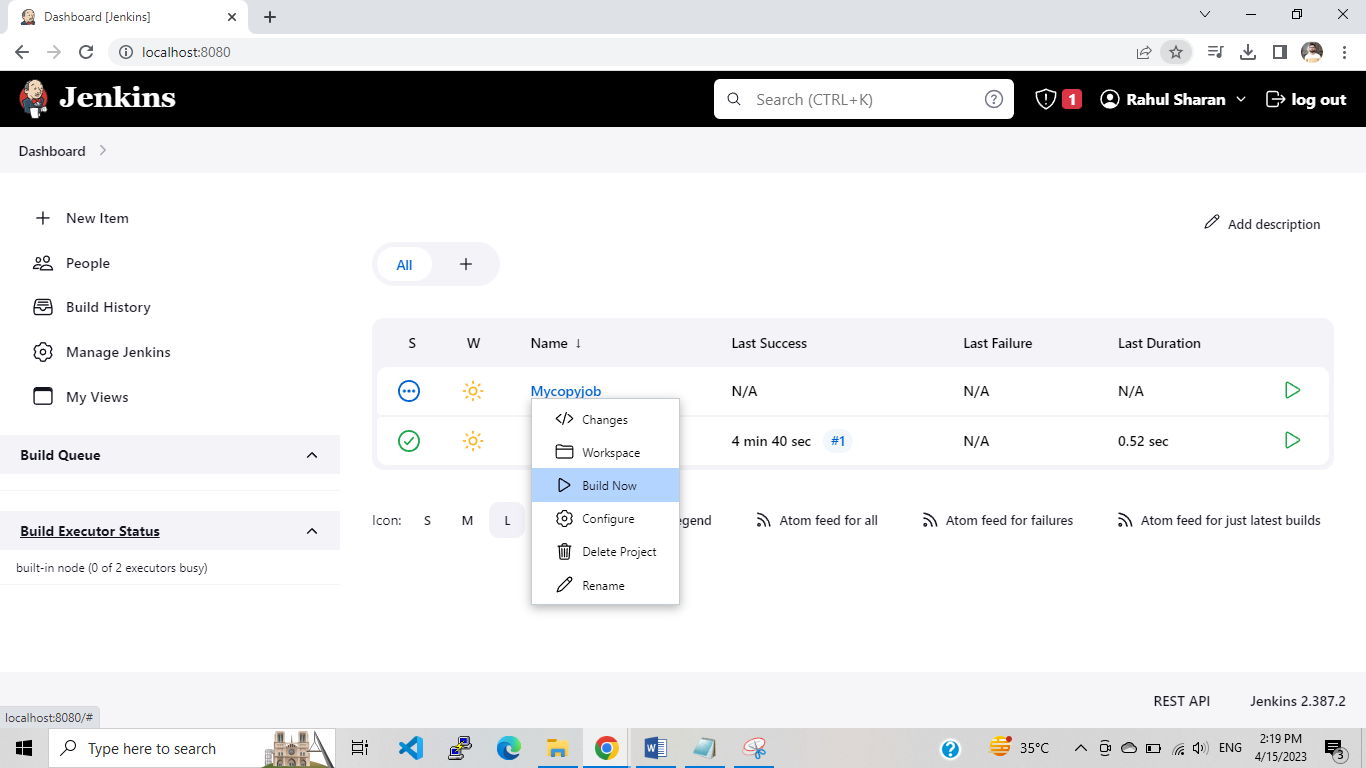 Dashboard [Jenkins]
localhost:8080
Jenkins
Search (CTRL+K)
1
Rahul Sharan
log out
Dashboard
New Item
People
Build History
Manage Jenkins
My Views
Build Queue
Build Executor Status
built-in node (0 of 2 executors busy)
Add description
All
S W Name ↓ Last Success Last Failure Last Duration
Mycopyjob N/A N/A N/A
4 min 40 sec #1 N/A 0.52 sec
Changes
Workspace
Build Now
Configure
Delete Project
Rename
Icon: S M L
Atom feed for all
Atom feed for failures
Atom feed for just latest builds
REST API
Jenkins 2.387.2
localhost:8080/#
Type here to search
35°C
ENG
2:19 PM
4/15/2023
3